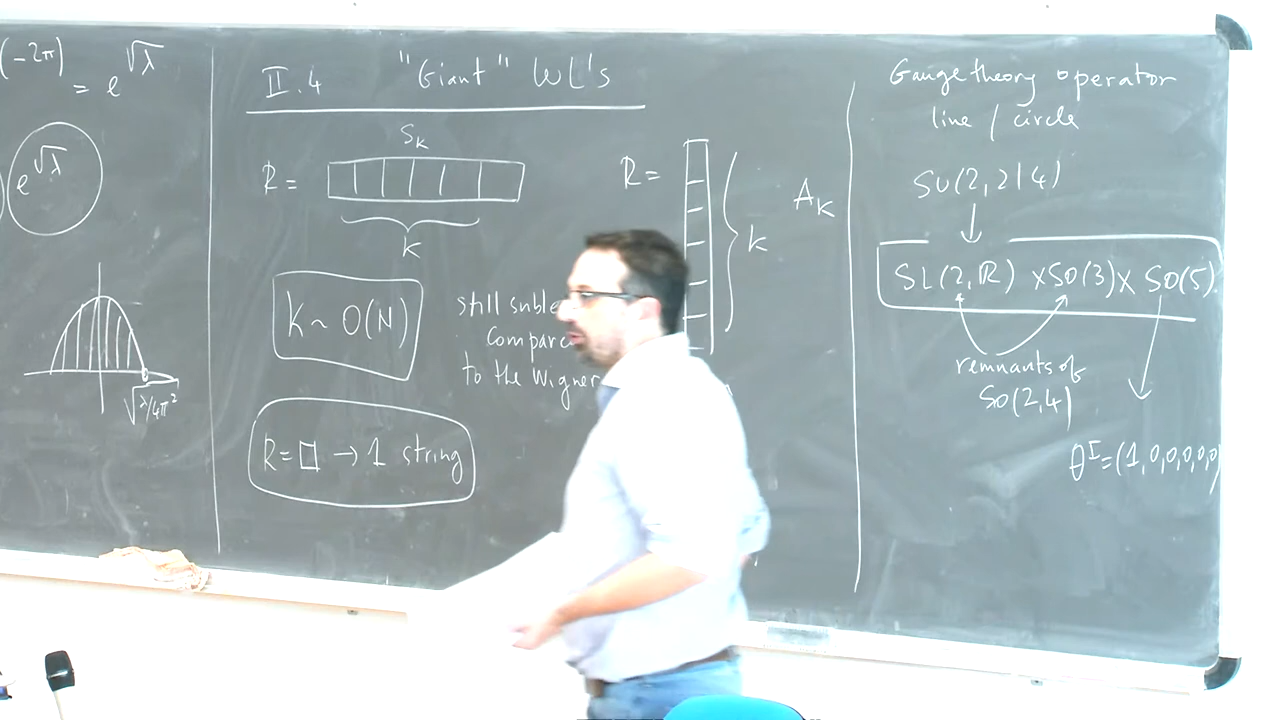 (-2π) = e^√λ
e^√λ
√λ/4π²
II.4 "Giant" WL's
S_k
R =
k
R =
k
A_k
K ~ O(N)
still
to the Wigner
R = □ → 1 string
Gauge theory operator
line / circle
SU(2,2|4)
↓
SL(2,ℝ) × SO(3) × SO(5)
remnants of
SO(2,4)
θ^I = (1,0,0,0,0,0)